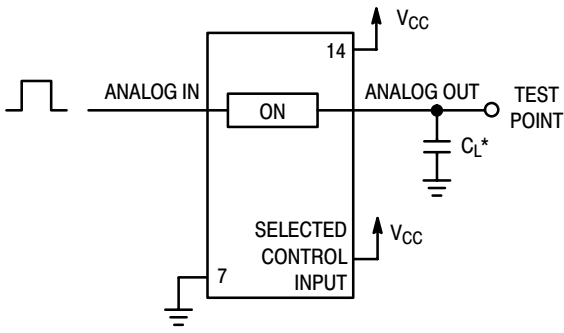 V_CC
14
ANALOG IN
ON
ANALOG OUT
TEST
POINT
C_L*
SELECTED
CONTROL
INPUT
V_CC
7